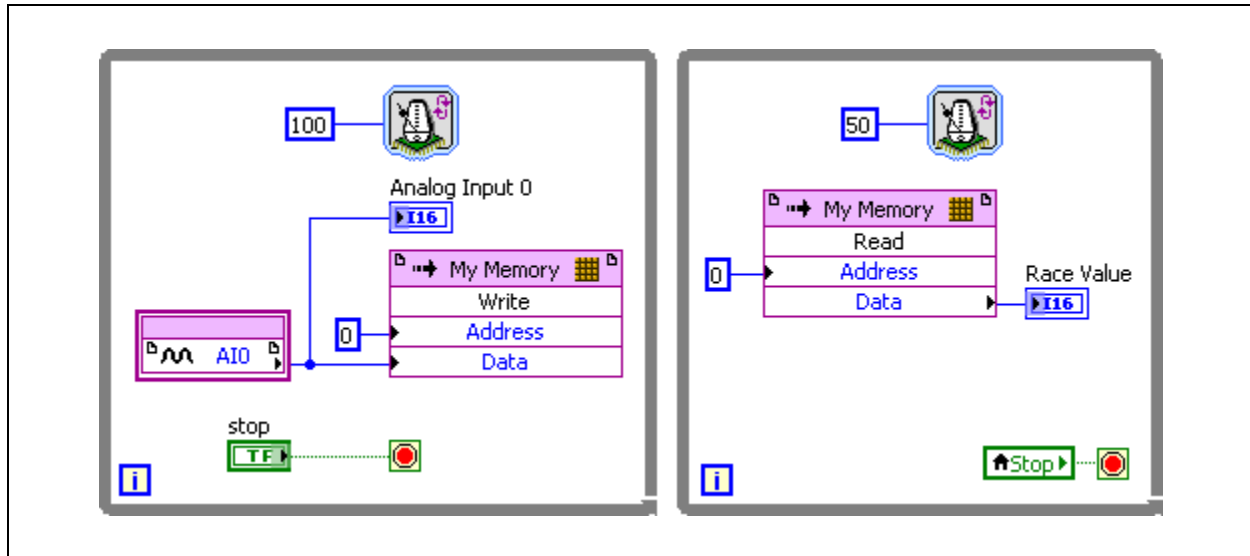 100
Analog Input 0
I16
My Memory
Write
0
Address
Data
AI0
stop
TF
i
50
My Memory
Read
0
Address
Data
Race Value
I16
Stop
i